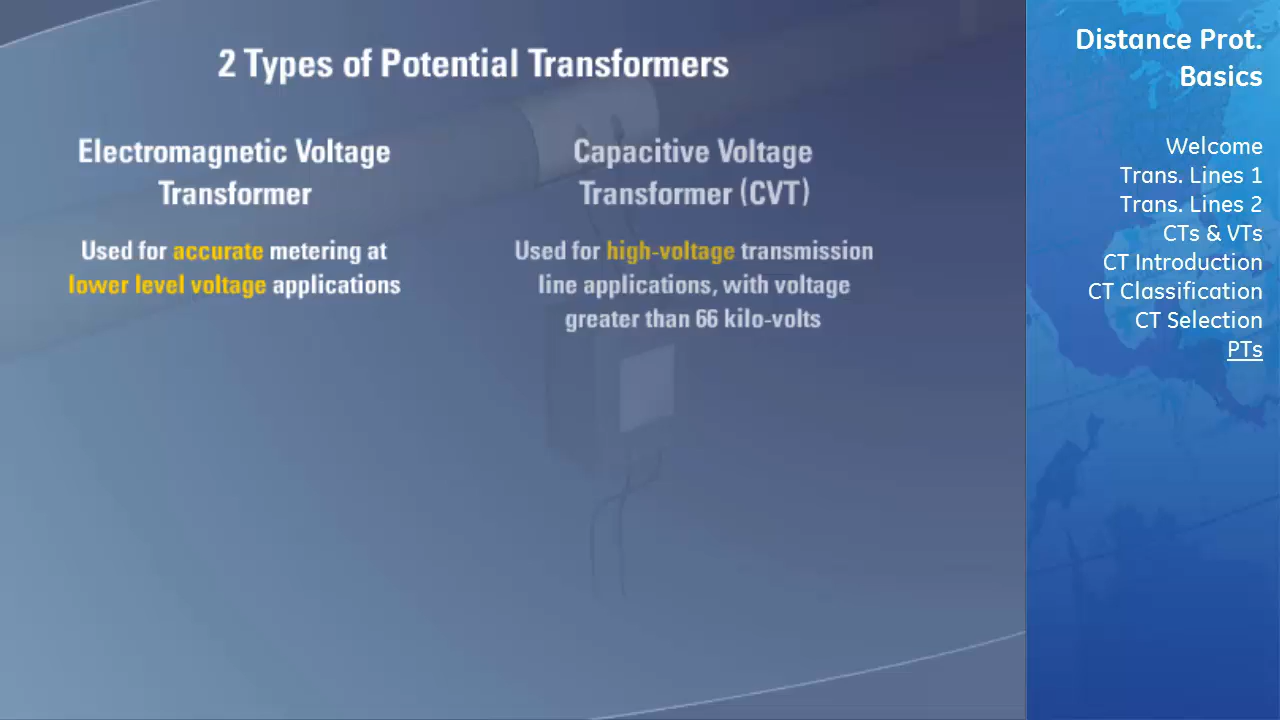 2 Types of Potential Transformers
Electromagnetic Voltage
Transformer
Used for accurate metering at
lower level voltage applications
Capacitive Voltage
Transformer (CVT)
Used for high-voltage transmission
line applications, with voltage
greater than 66 kilo-volts
Distance Prot.
Basics
Welcome
Trans. Lines 1
Trans. Lines 2
CTs & VTs
CT Introduction
CT Classification
CT Selection
PTs